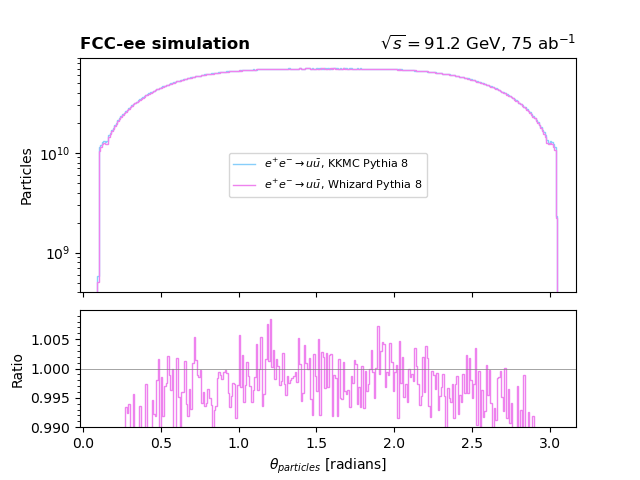 FCC-ee simulation √s = 91.2 GeV, 75 ab⁻¹
Particles
10¹⁰
10⁹
e⁺e⁻ → uū, KKMC Pythia 8
e⁺e⁻ → uū, Whizard Pythia 8
Ratio
1.005
1.000
0.995
0.990
0.0 0.5 1.0 1.5 2.0 2.5 3.0
θ_particles [radians]